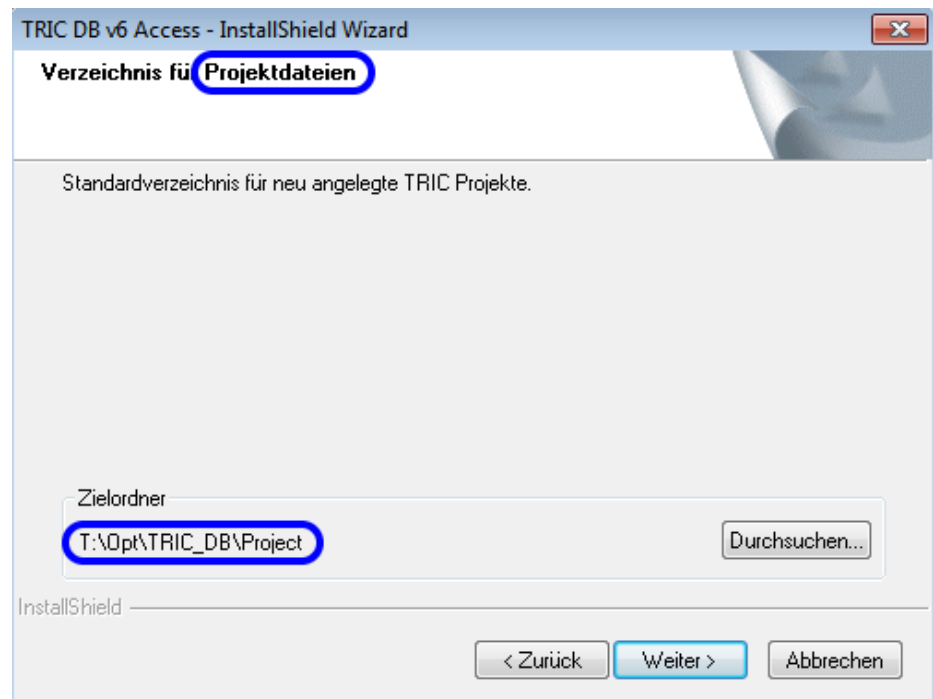 TRIC DB v6 Access - InstallShield Wizard
Verzeichnis für Projektdateien
Standardverzeichnis für neu angelegte TRIC Projekte.
Zielordner
T:\Opt\TRIC_DB\Project
Durchsuchen...
InstallShield
< Zurück Weiter > Abbrechen